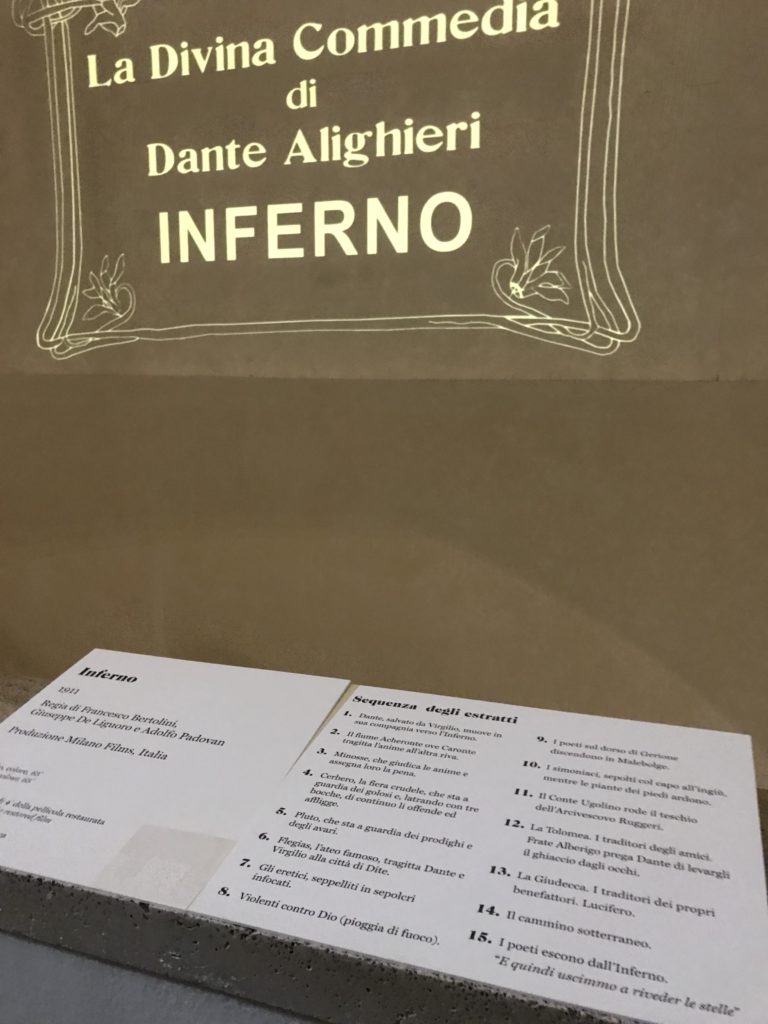 La Divina Commedia
di
Dante Alighieri
INFERNO
Inferno
1911
Regia di Francesco Bertolini,
Giuseppe De Liguoro e Adolfo Padovan
Produzione Milano Films, Italia
della pellicola restaurata
restored film
Sequenza degli estratti
1. Dante, salvato da Virgilio, muove in
sua compagnia verso l'Inferno.
2. Il fiume Acheronte ove Caronte
tragitta l'anime all'altra riva.
3. Minosse, che giudica le anime e
assegna loro la pena.
4. Cerbero, la fiera crudele, che sta a
guardia dei golosi e, latrando con tre
bocche, di continuo li offende ed
affligge.
5. Pluto, che sta a guardia dei prodighi e
degli avari.
6. Flegias, l'ateo famoso, tragitta Dante e
Virgilio alla città di Dite.
7. Gli eretici, seppelliti in sepolcri
infocati.
8. Violenti contro Dio (pioggia di fuoco).
9. I poeti sul dorso di Gerione
discendono in Malebolge.
10. I simoniaci, sepolti col capo all'ingiù,
mentre le piante dei piedi ardono.
11. Il Conte Ugolino rode il teschio
dell'Arcivescovo Ruggeri.
12. La Tolomea. I traditori degli amici.
Frate Alberigo prega Dante di levargli
il ghiaccio dagli occhi.
13. La Giudecca. I traditori dei propri
benefattori. Lucifero.
14. Il cammino sotterraneo.
15. I poeti escono dall'Inferno.
"E quindi uscimmo a riveder le stelle"